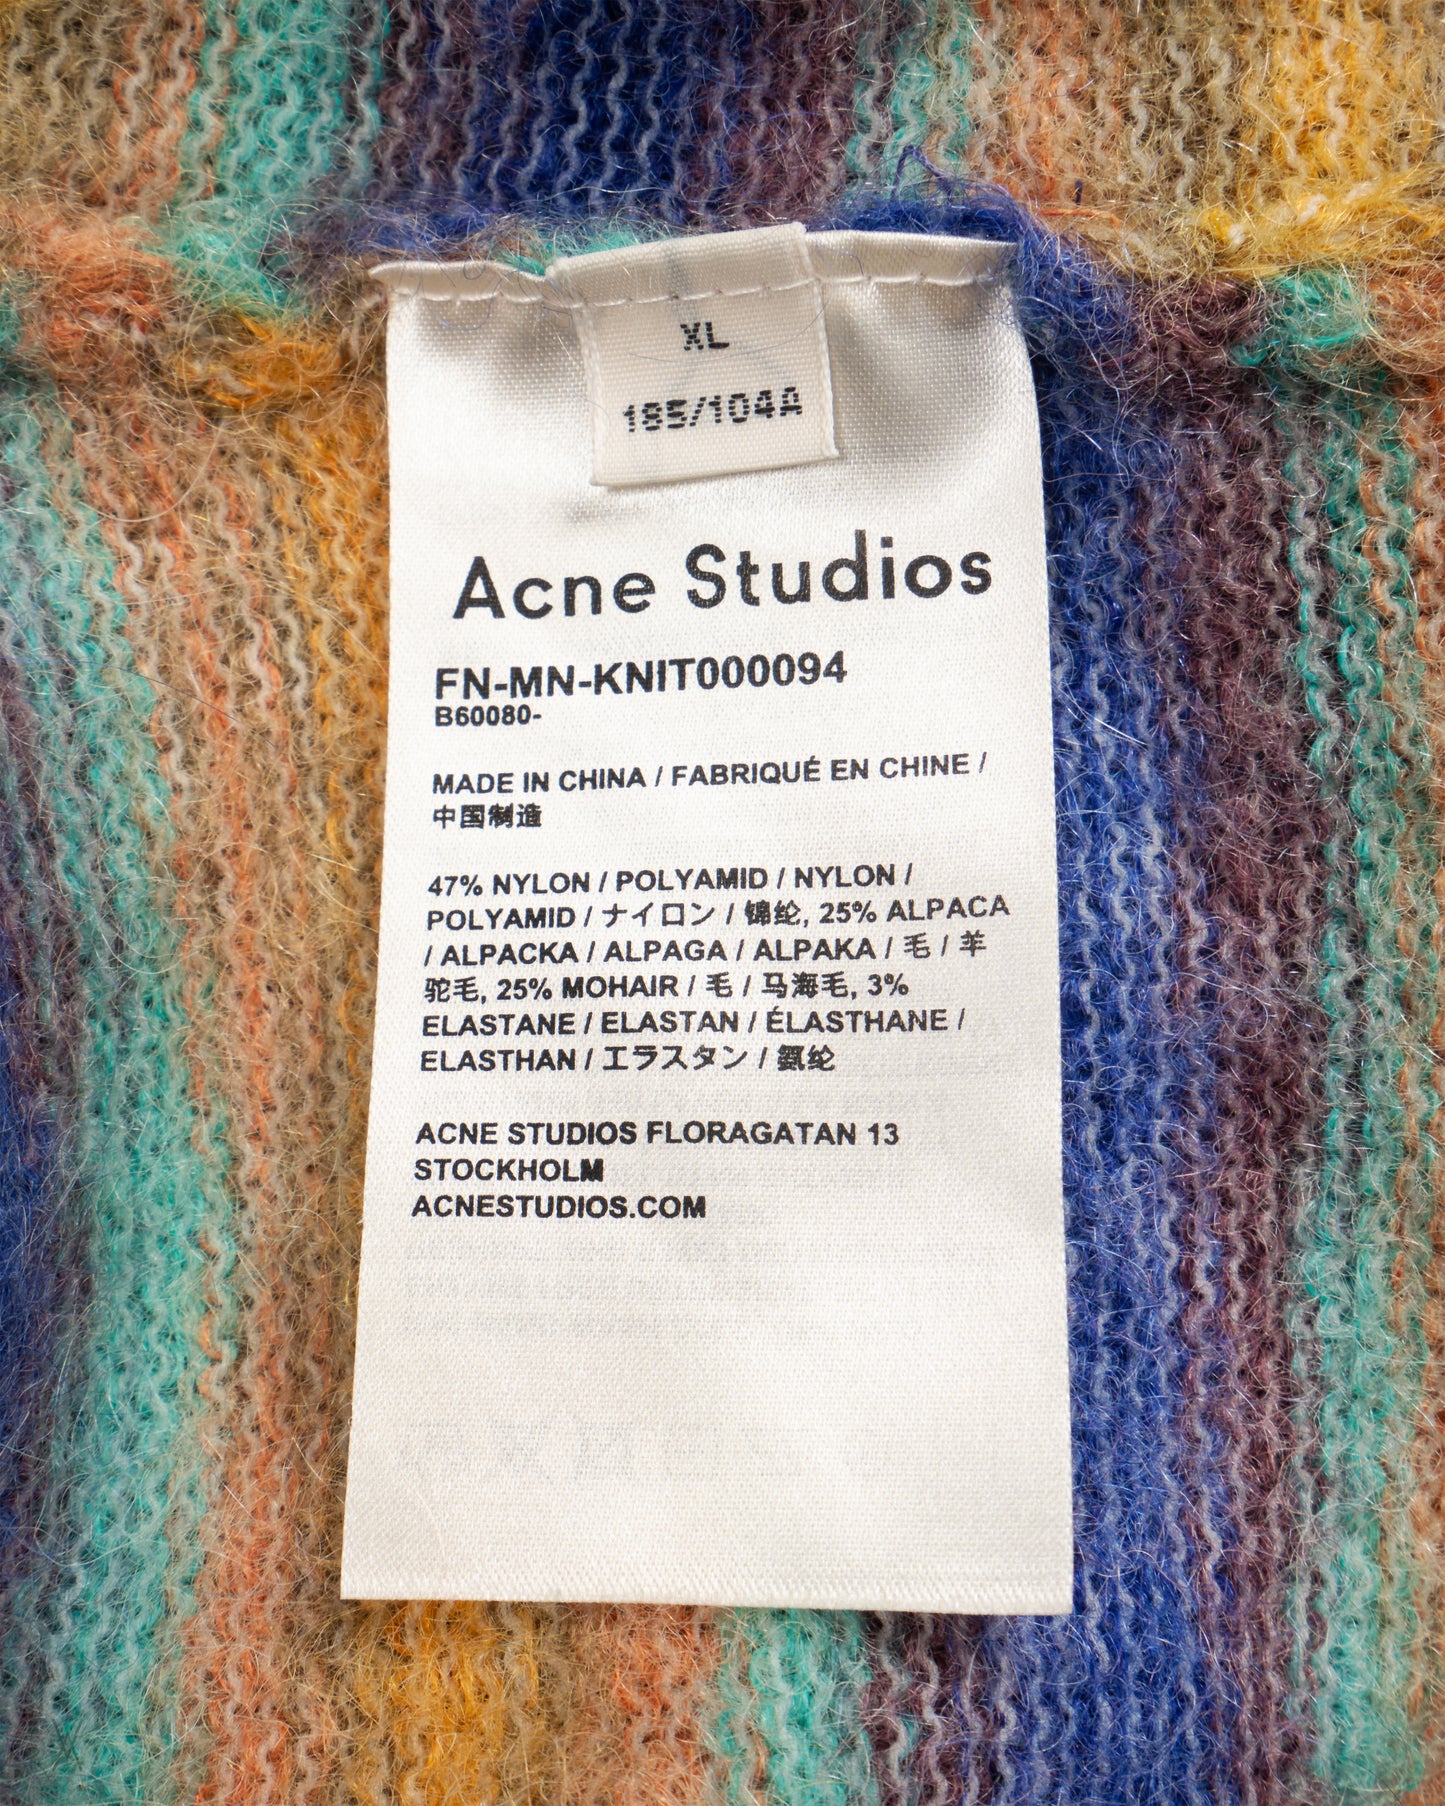 XL
185/104A
Acne Studios
FN-MN-KNIT000094
B60080-
MADE IN CHINA / FABRIQUÉ EN CHINE /
中国制造
47% NYLON / POLYAMID / NYLON /
POLYAMID / ナイロン / 锦纶, 25% ALPACA
/ ALPACKA / ALPAGA / ALPAKA / 毛 / 羊
驼毛, 25% MOHAIR / 毛 / 马海毛, 3%
ELASTANE / ELASTAN / ÉLASTHANE /
ELASTHAN / エラスタン / 氨纶
ACNE STUDIOS FLORAGATAN 13
STOCKHOLM
ACNESTUDIOS.COM